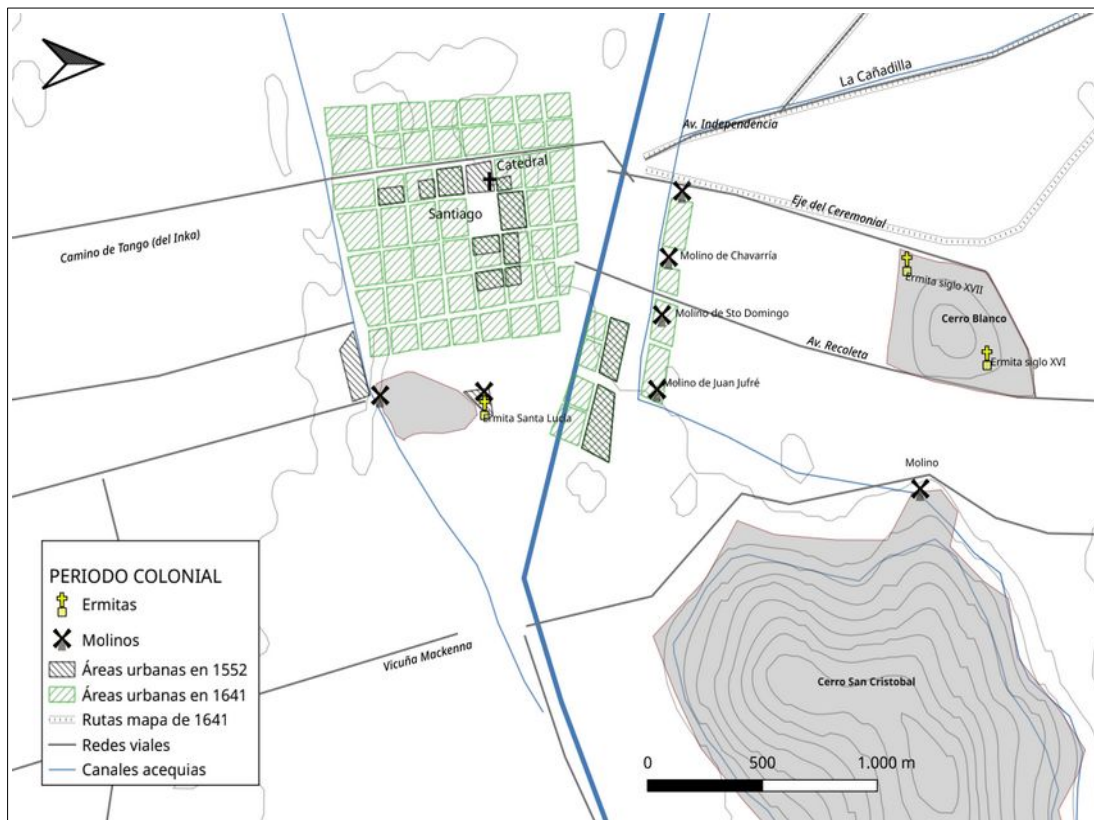 La Cañadilla
Av. Independencia
Catedral
Eje del Ceremonial
Santiago
Camino de Tango (del Inka)
Molino de Chavarría
Ermita siglo XVII
Molino de Sto Domingo
Cerro Blanco
Av. Recoleta
Ermita siglo XVI
Molino de Juan Jufré
Ermita Santa Lucía
Molino
PERIODO COLONIAL
Ermitas
Molinos
Áreas urbanas en 1552
Áreas urbanas en 1641
Rutas mapa de 1641
Redes viales
Canales acequias
Vicuña Mackenna
Cerro San Cristobal
0 500 1.000 m